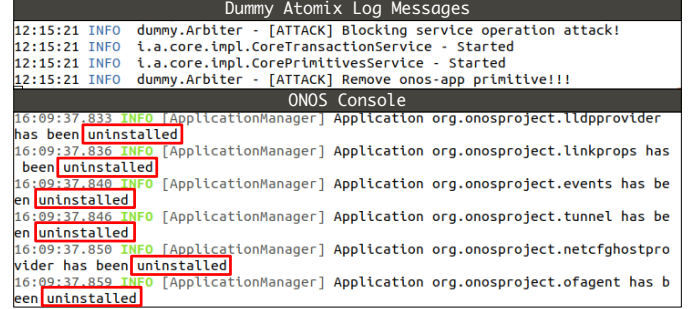 Dummy Atomix Log Messages
12:15:21 INFO dummy.Arbiter - [ATTACK] Blocking service operation attack!
12:15:21 INFO i.a.core.impl.CoreTransactionService - Started
12:15:21 INFO i.a.core.impl.CorePrimitivesService - Started
12:15:21 INFO dummy.Arbiter - [ATTACK] Remove onos-app primitive!!!
ONOS Console
16:09:37.833 INFO [ApplicationManager] Application org.onosproject.lldpprovider
has been uninstalled
16:09:37.836 INFO [ApplicationManager] Application org.onosproject.linkprops has
been uninstalled
16:09:37.840 INFO [ApplicationManager] Application org.onosproject.events has be
en uninstalled
16:09:37.846 INFO [ApplicationManager] Application org.onosproject.tunnel has be
en uninstalled
16:09:37.850 INFO [ApplicationManager] Application org.onosproject.netcfghostpro
vider has been uninstalled
16:09:37.859 INFO [ApplicationManager] Application org.onosproject.ofagent has b
een uninstalled